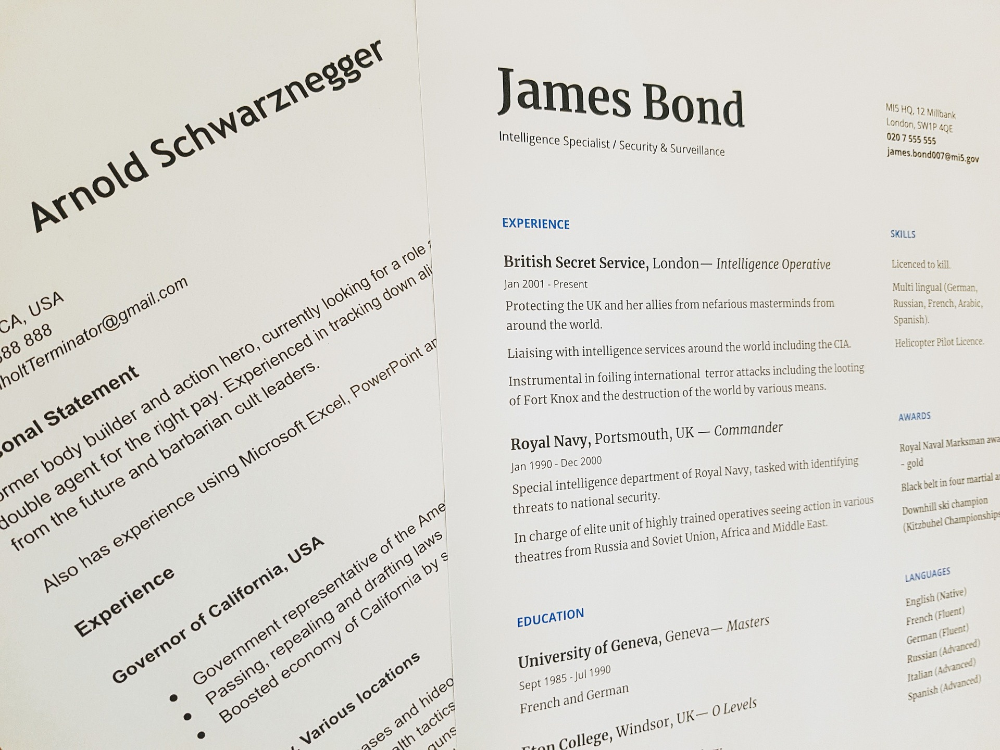 Arnold Schwarznegger
CA, USA
888 888
holtTerminator@gmail.com
sonal Statement
ormer body builder and action hero, currently looking for a role
double agent for the right pay. Experienced in tracking down ali
from the future and barbarian cult leaders.
Also has experience using Microsoft Excel, PowerPoint an
Experience
Governor of California, USA
• Government representative of the Ame
• Passing, repealing and drafting laws
• Boosted economy of California by s
, Various locations
ases and hideo
alth tactics
guns
James Bond
Intelligence Specialist / Security & Surveillance
MI5 HQ, 12 Millbank
London, SW1P 4QE
020 7 555 555
james.bond007@mi5.gov
EXPERIENCE
British Secret Service, London— Intelligence Operative
Jan 2001 - Present
Protecting the UK and her allies from nefarious masterminds from
around the world.
Liaising with intelligence services around the world including the CIA.
Instrumental in foiling international terror attacks including the looting
of Fort Knox and the destruction of the world by various means.
Royal Navy, Portsmouth, UK — Commander
Jan 1990 - Dec 2000
Special intelligence department of Royal Navy, tasked with identifying
threats to national security.
In charge of elite unit of highly trained operatives seeing action in various
theatres from Russia and Soviet Union, Africa and Middle East.
EDUCATION
University of Geneva, Geneva— Masters
Sept 1985 - Jul 1990
French and German
Eton College, Windsor, UK— O Levels
SKILLS
Licenced to kill.
Multi lingual (German,
Russian, French, Arabic,
Spanish).
Helicopter Pilot Licence.
AWARDS
Royal Naval Marksman awa
- gold
Black belt in four martial a
Downhill ski champion
(Kitzbuhel Championships
LANGUAGES
English (Native)
French (Fluent)
German (Fluent)
Russian (Advanced)
Italian (Advanced)
Spanish (Advanced)